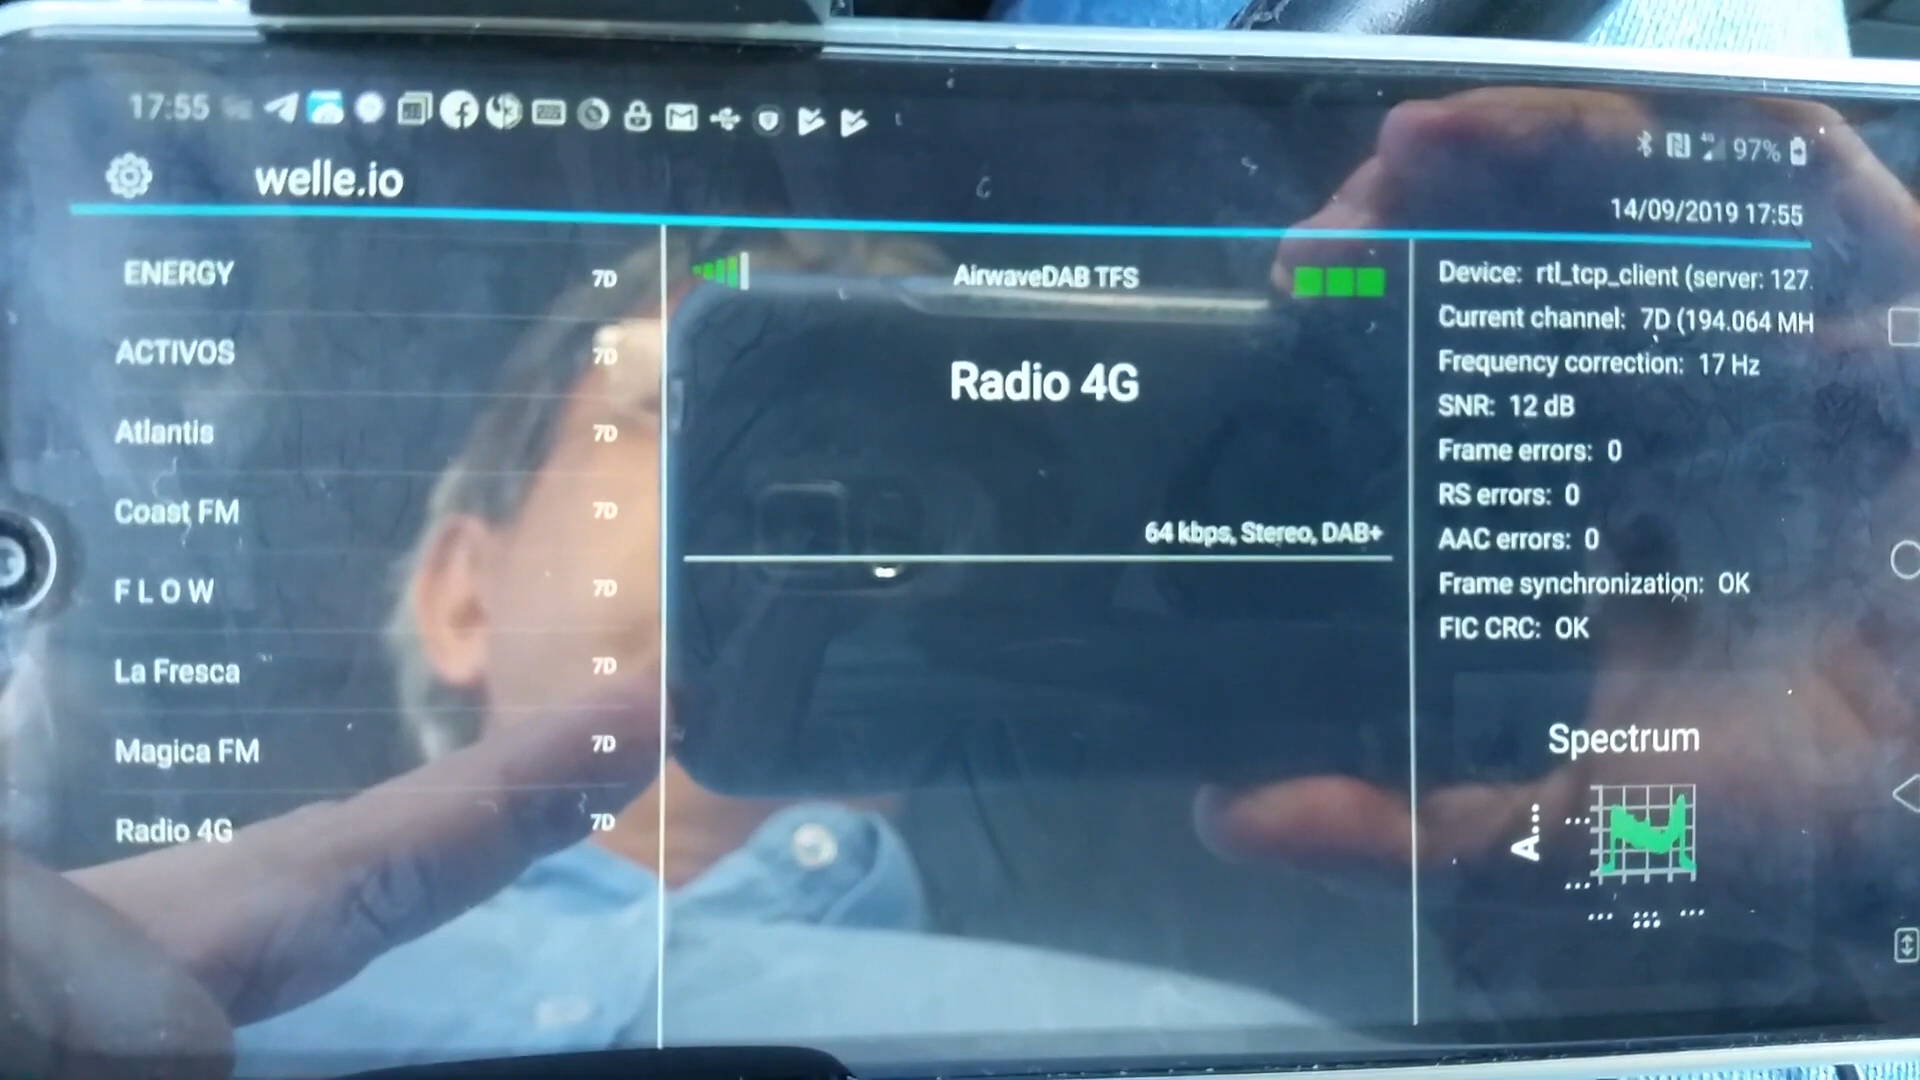 17:55
97%
welle.io
14/09/2019 17:55
ENERGY 7D
ACTIVOS 7D
Atlantis 7D
Coast FM 7D
F L O W 7D
La Fresca 7D
Magica FM 7D
Radio 4G 7D
AirwaveDAB TFS
Radio 4G
64 kbps, Stereo, DAB+
Device: rtl_tcp_client (server: 127.
Current channel: 7D (194.064 MH
Frequency correction: 17 Hz
SNR: 12 dB
Frame errors: 0
RS errors: 0
AAC errors: 0
Frame synchronization: OK
FIC CRC: OK
Spectrum
A...